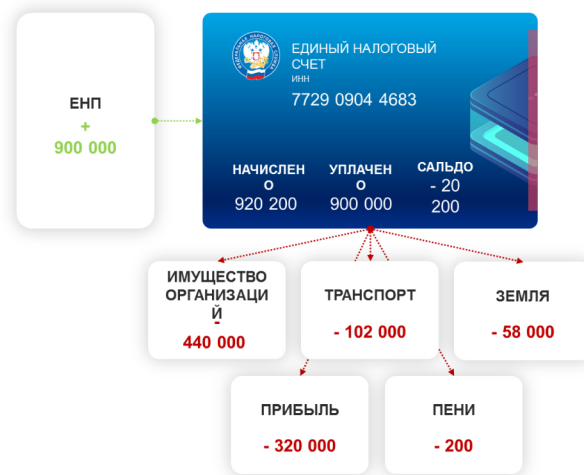 ЕНП
+
900 000
ЕДИНЫЙ НАЛОГОВЫЙ
СЧЕТ
ИНН
7729 0904 4683
НАЧИСЛЕН
О
920 200
УПЛАЧЕН
О
900 000
САЛЬДО
- 20
200
ИМУЩЕСТВО
ОРГАНИЗАЦИ
Й
-
440 000
ТРАНСПОРТ
- 102 000
ЗЕМЛЯ
- 58 000
ПРИБЫЛЬ
- 320 000
ПЕНИ
- 200